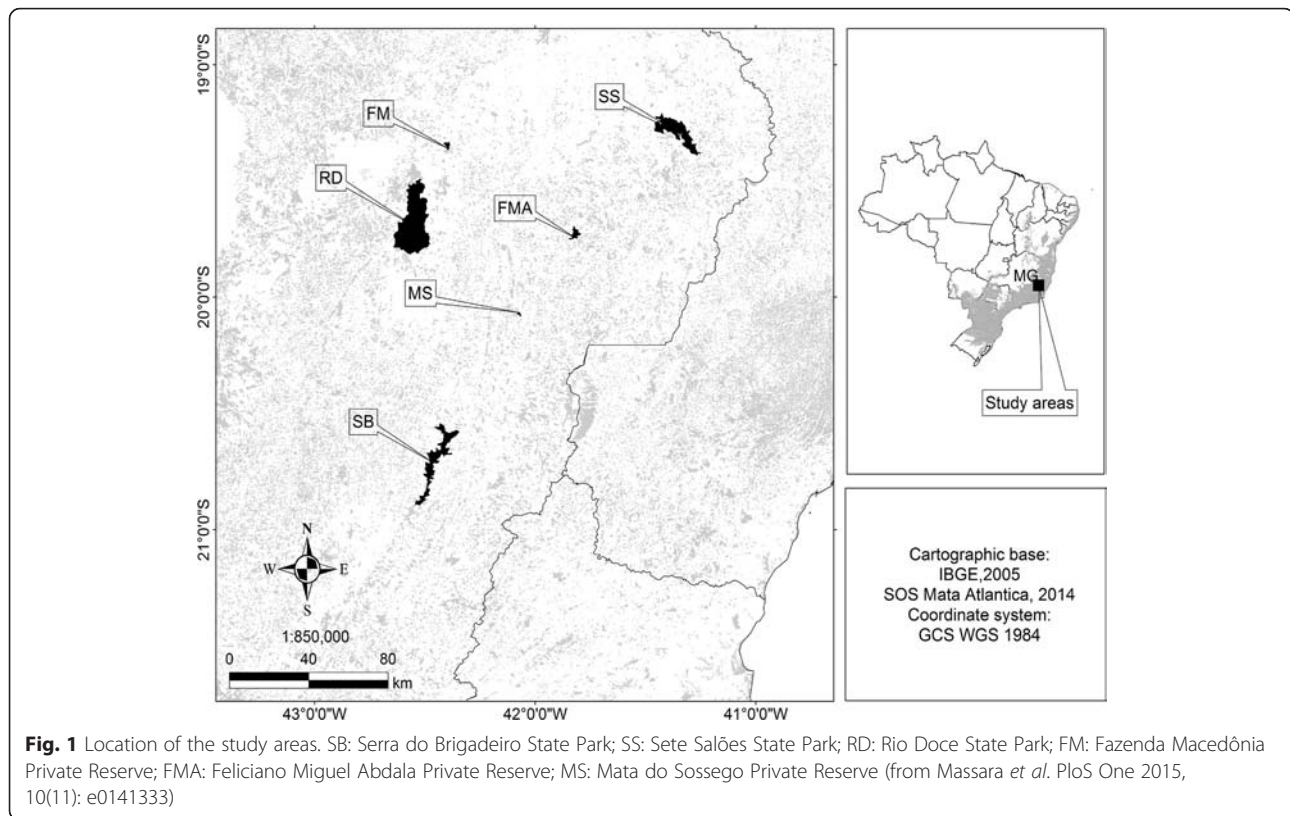 19°0'0"S
20°0'0"S
21°0'0"S
SS
FM
RD
FMA
MS
SB
N
W
E
S
1:850,000
0 40 80
km
43°0'0"W 42°0'0"W 41°0'0"W
MG
Study areas
Cartographic base:
IBGE,2005
SOS Mata Atlantica, 2014
Coordinate system:
GCS WGS 1984
Fig. 1 Location of the study areas. SB: Serra do Brigadeiro State Park; SS: Sete Salões State Park; RD: Rio Doce State Park; FM: Fazenda Macedônia
Private Reserve; FMA: Feliciano Miguel Abdala Private Reserve; MS: Mata do Sossego Private Reserve (from Massara et al. PloS One 2015,
10(11): e0141333)